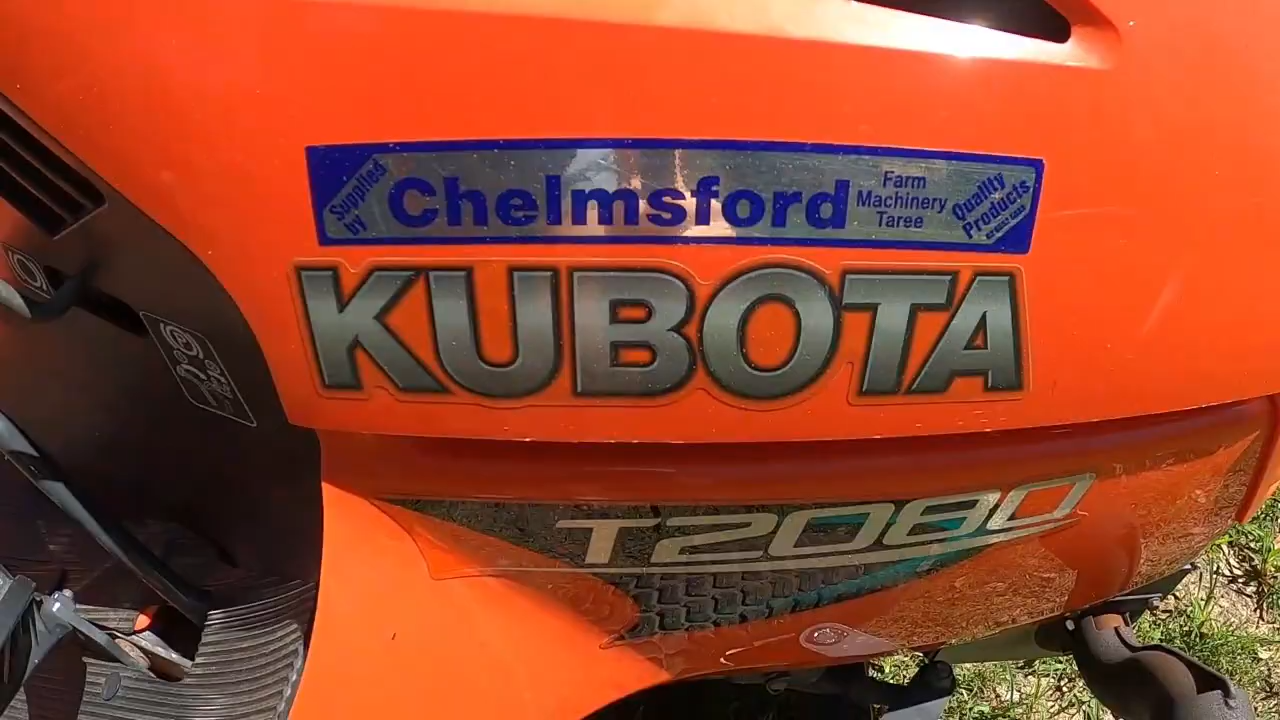 Supplied by
Chelmsford
Farm
Machinery
Taree
Quality
Products
KUBOTA
T2080